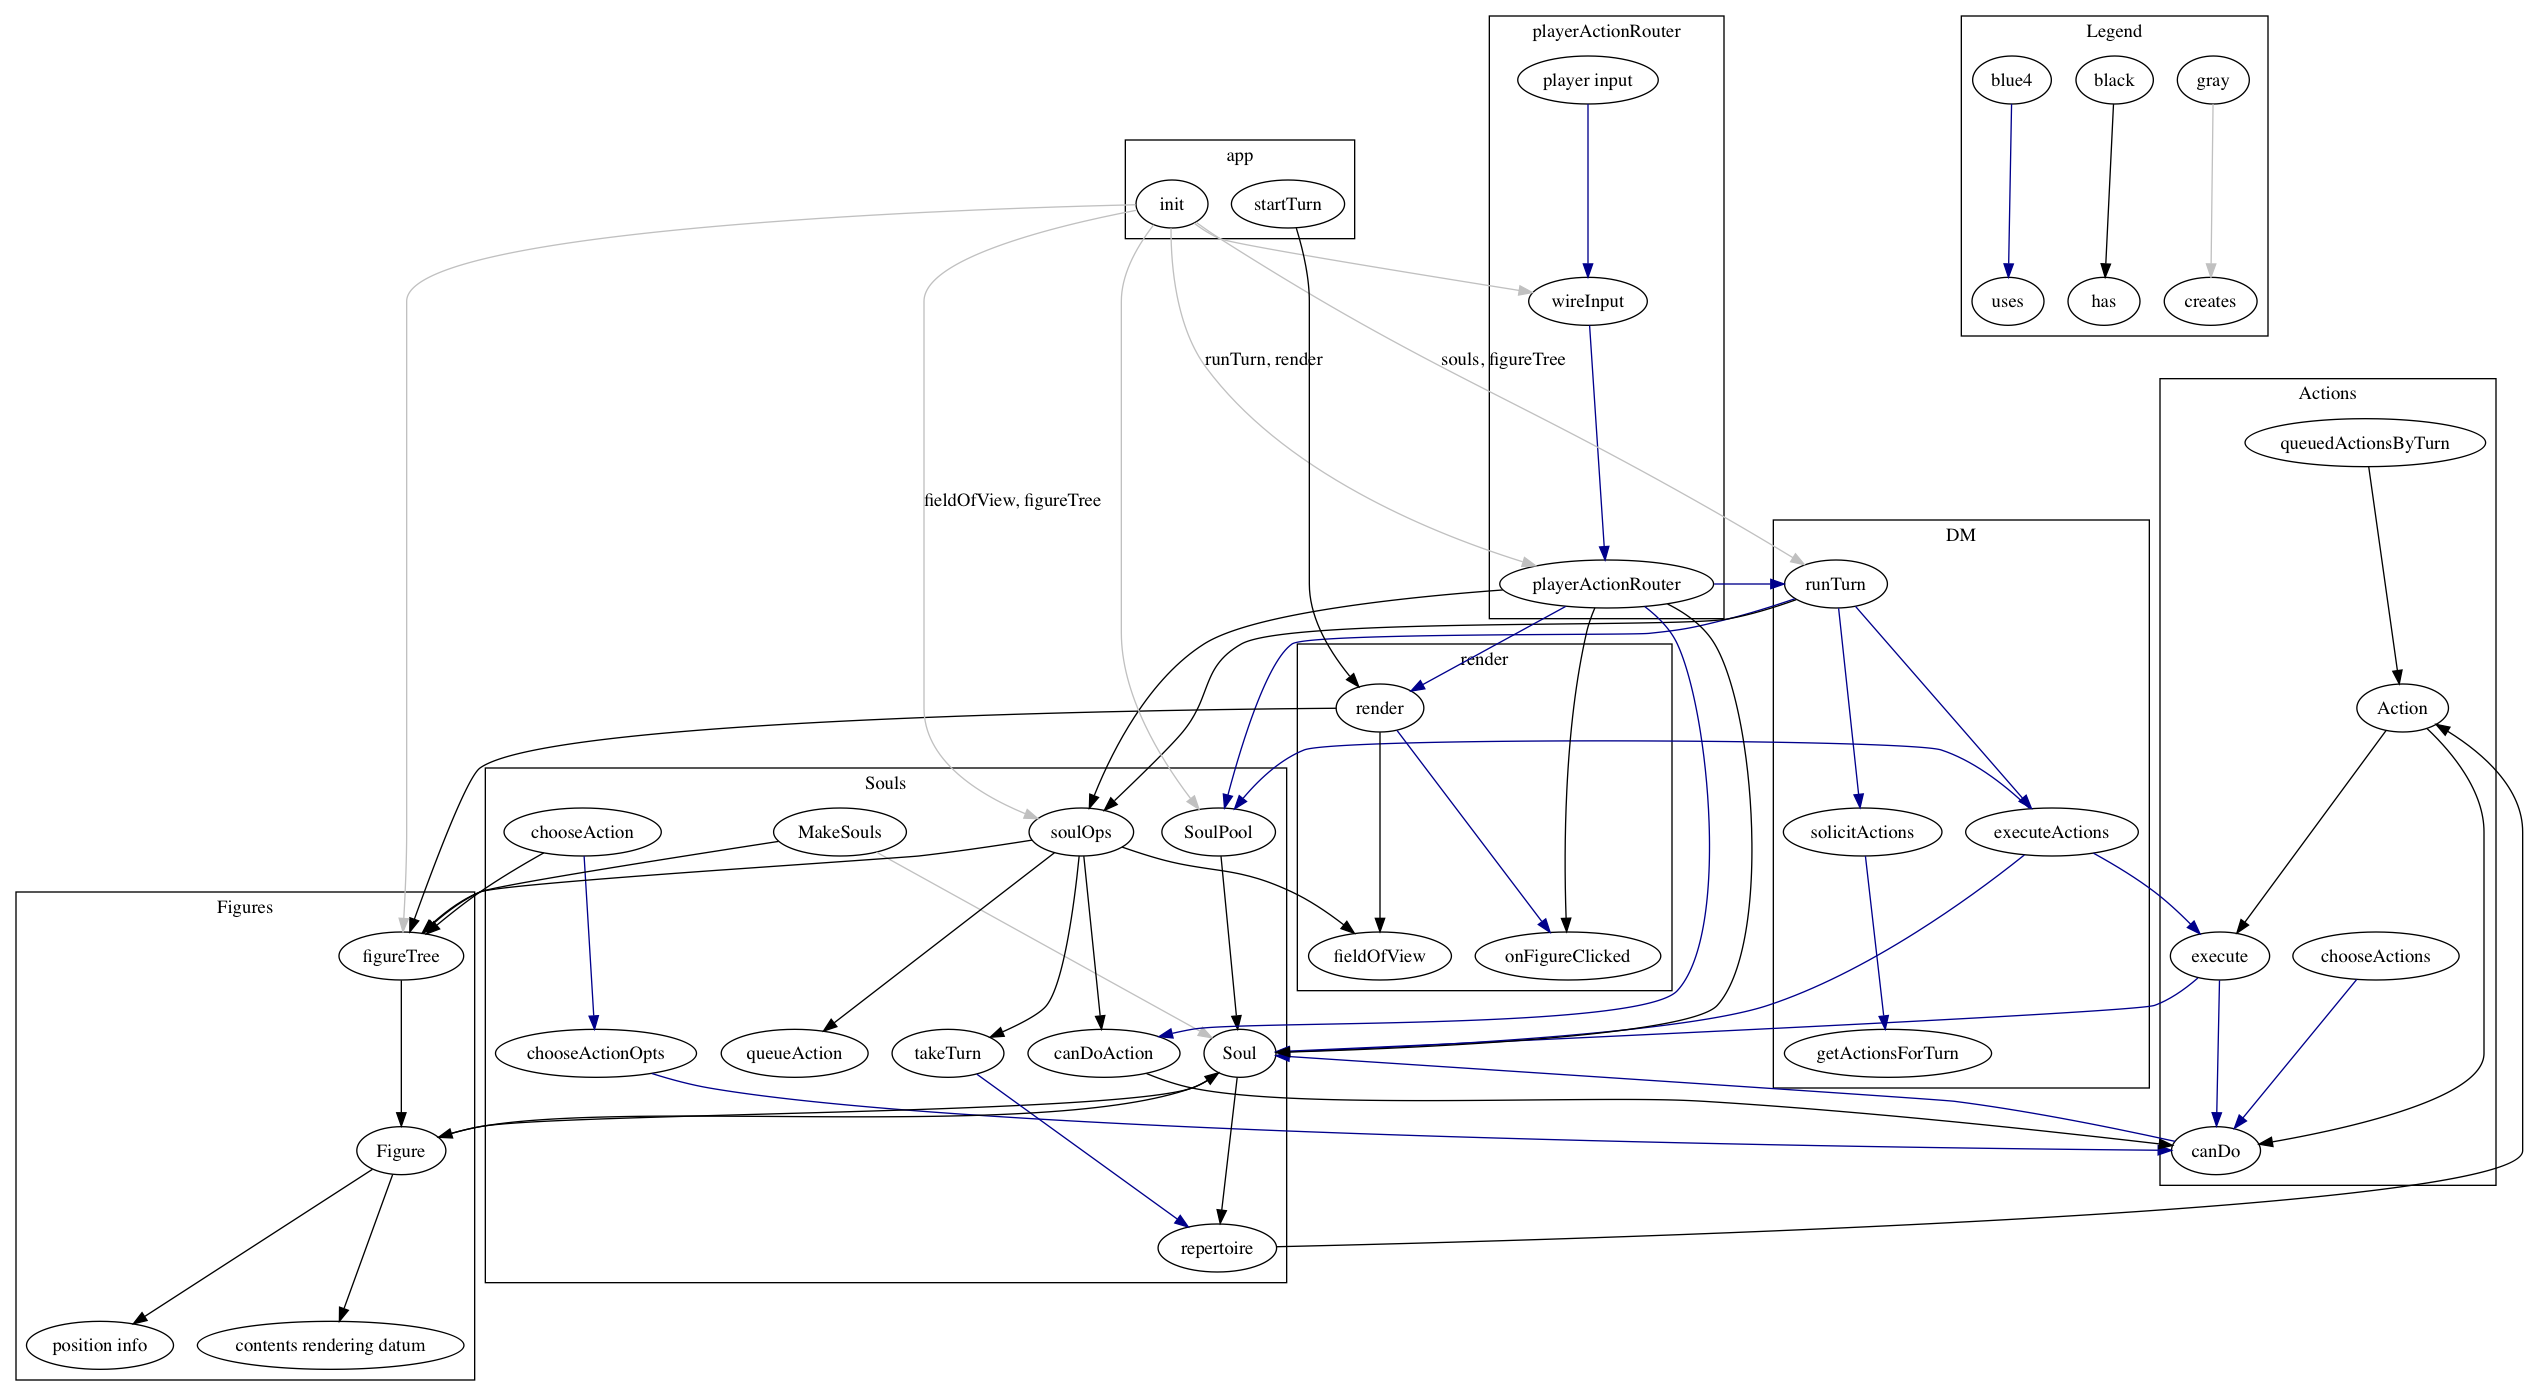 playerActionRouter
Legend
player input
blue4
black
gray
app
init
startTurn
wireInput
uses
has
creates
runTurn, render
souls, figureTree
Actions
queuedActionsByTurn
fieldOfView, figureTree
DM
playerActionRouter
runTurn
render
render
Action
Souls
chooseAction
MakeSouls
soulOps
SoulPool
solicitActions
executeActions
Figures
figureTree
fieldOfView
onFigureClicked
execute
chooseActions
chooseActionOpts
queueAction
takeTurn
canDoAction
Soul
getActionsForTurn
Figure
canDo
repertoire
position info
contents rendering datum